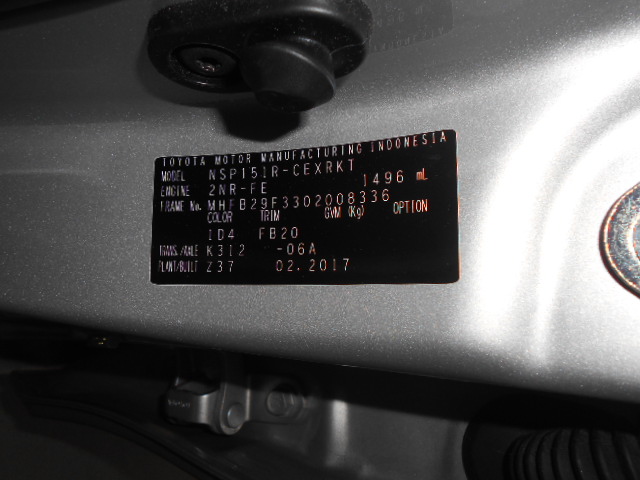 TOYOTA MOTOR MANUFACTURING INDONESIA
MODEL NSP151R-CEXRKT
ENGINE 2NR-FE 1496 mL
FRAME No. MHFB29F3302008336
COLOR TRIM GVM (Kg) OPTION
1D4 FB20
TRANS./AXLE K312 -06A
PLANT/BUILT Z37 02.2017